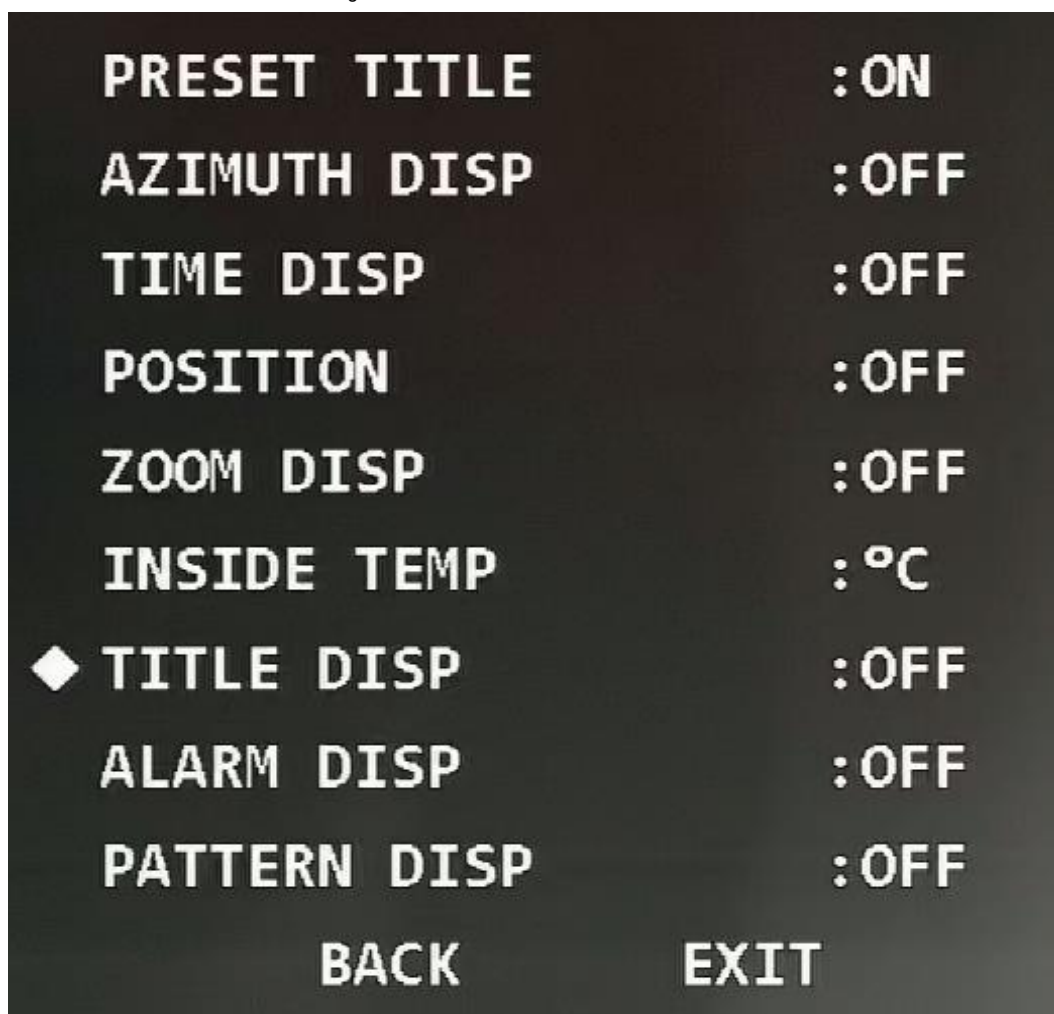 PRESET TITLE :ON
AZIMUTH DISP :OFF
TIME DISP :OFF
POSITION :OFF
ZOOM DISP :OFF
INSIDE TEMP :°C
◆ TITLE DISP :OFF
ALARM DISP :OFF
PATTERN DISP :OFF
BACK EXIT